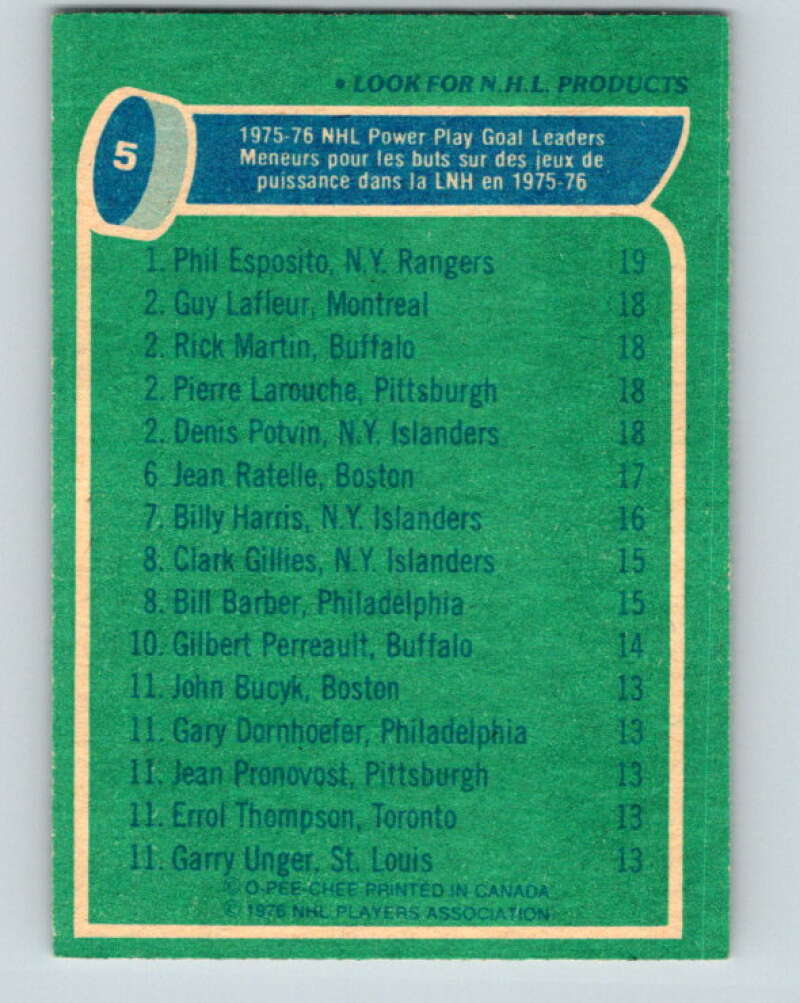 • LOOK FOR N.H.L. PRODUCTS
5
1975-76 NHL Power Play Goal Leaders
Meneurs pour les buts sur des jeux de
puissance dans la LNH en 1975-76
1. Phil Esposito, N.Y. Rangers 19
2. Guy Lafleur, Montreal 18
2. Rick Martin, Buffalo 18
2. Pierre Larouche, Pittsburgh 18
2. Denis Potvin, N.Y. Islanders 18
6 Jean Ratelle, Boston 17
7. Billy Harris, N.Y. Islanders 16
8. Clark Gillies, N.Y. Islanders 15
8. Bill Barber, Philadelphia 15
10. Gilbert Perreault, Buffalo 14
11. John Bucyk, Boston 13
11. Gary Dornhoefer, Philadelphia 13
11. Jean Pronovost, Pittsburgh 13
11. Errol Thompson, Toronto 13
11. Garry Unger, St. Louis 13
© O-PEE-CHEE PRINTED IN CANADA
© 1976 NHL PLAYERS ASSOCIATION